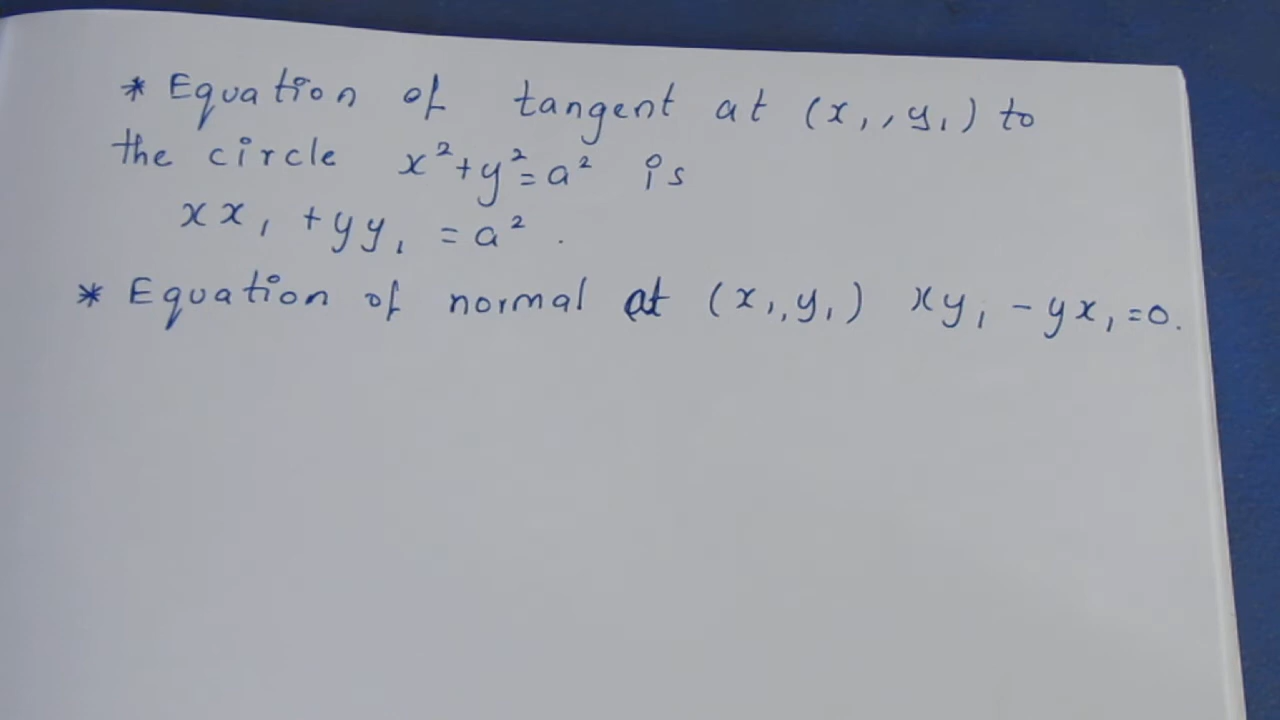 * Equation of tangent at (x₁, y₁) to
the circle x²+y²=a² is
xx₁ +yy₁ = a² .
* Equation of normal at (x₁, y₁) xy₁ - yx₁ =0.